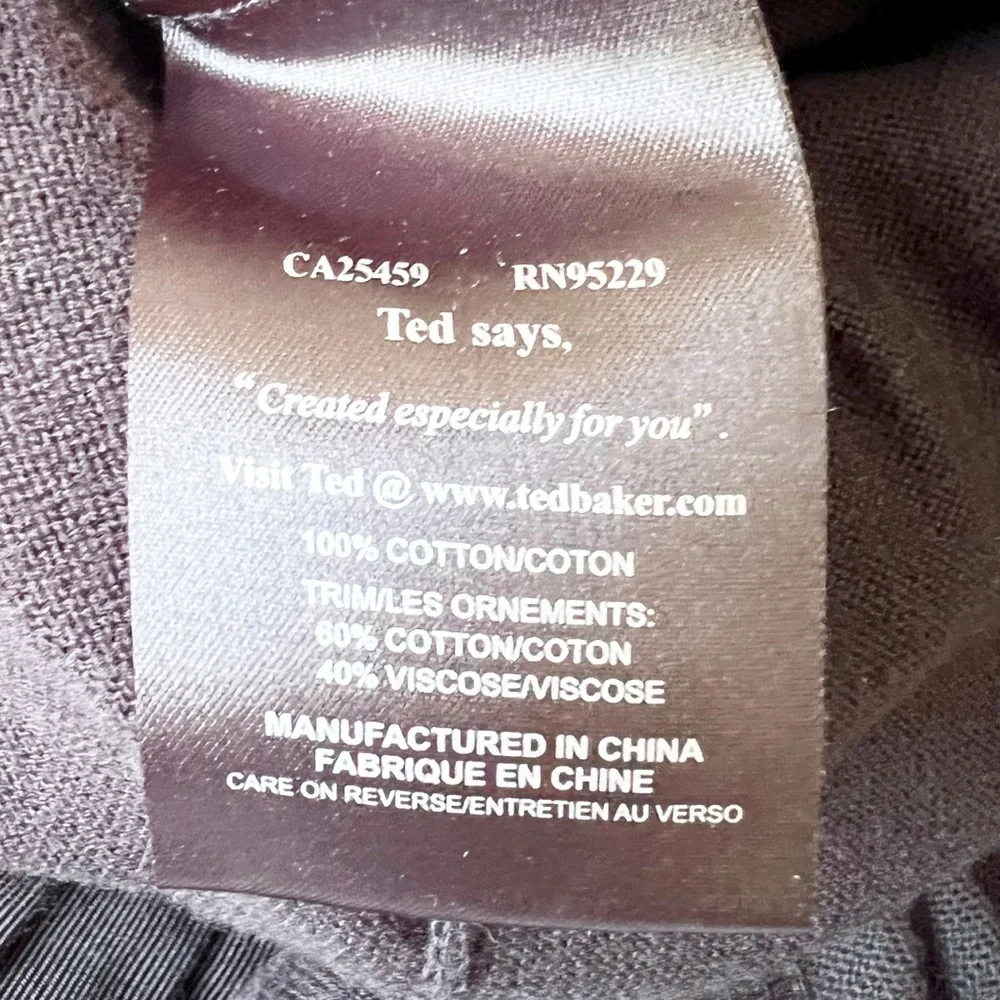 CA25459 RN95229
Ted says,
"Created especially for you".
Visit Ted @ www.tedbaker.com
100% COTTON/COTON
TRIM/LES ORNEMENTS:
60% COTTON/COTON
40% VISCOSE/VISCOSE
MANUFACTURED IN CHINA
FABRIQUE EN CHINE
CARE ON REVERSE/ENTRETIEN AU VERSO